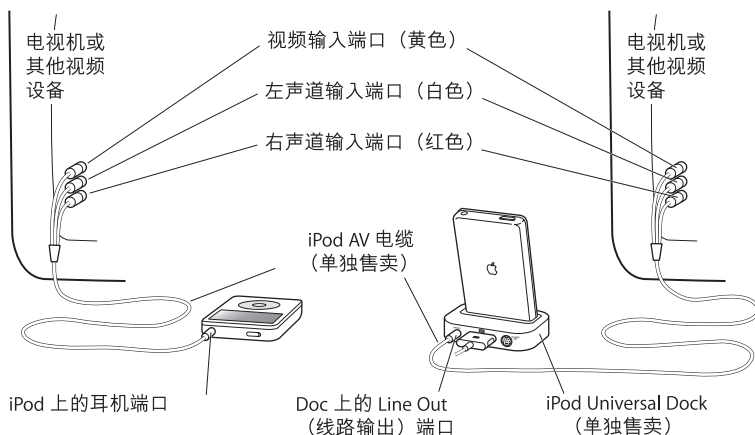 电视机或
其他视频
设备
视频输入端口（黄色）
左声道输入端口（白色）
右声道输入端口（红色）
电视机或
其他视频
设备
iPod AV 电缆
（单独售卖）
iPod 上的耳机端口
Doc 上的 Line Out
（线路输出）端口
iPod Universal Dock
（单独售卖）